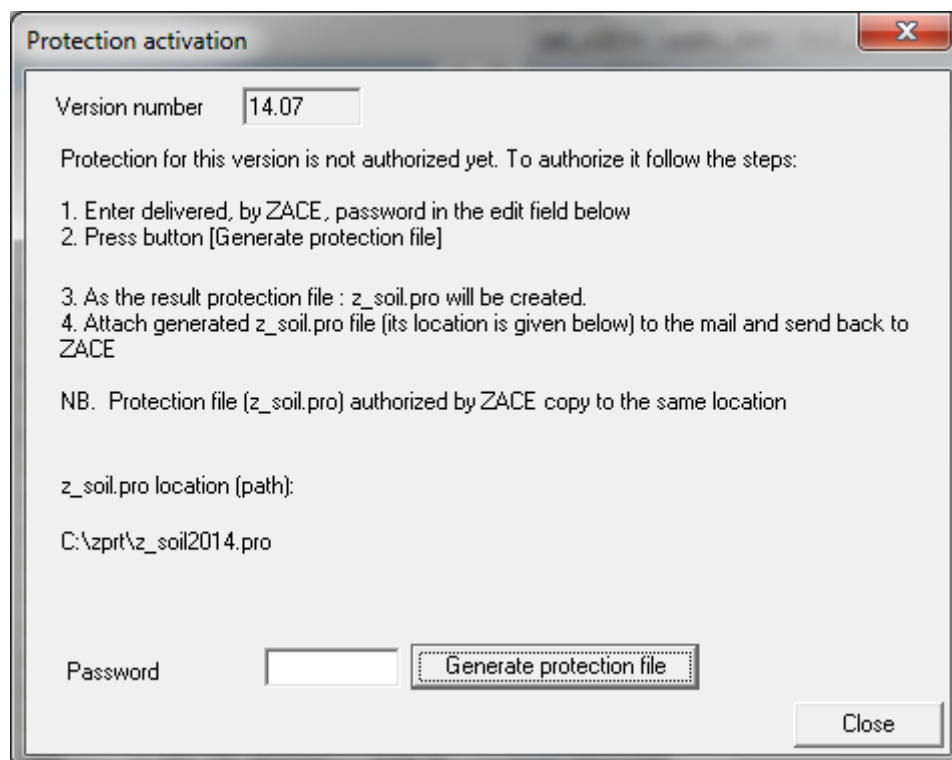 Protection activation
Version number 14.07
Protection for this version is not authorized yet. To authorize it follow the steps:
1. Enter delivered, by ZACE, password in the edit field below
2. Press button [Generate protection file]
3. As the result protection file : z_soil.pro will be created.
4. Attach generated z_soil.pro file (its location is given below) to the mail and send back to
ZACE
NB.  Protection file (z_soil.pro) authorized by ZACE copy to the same location
z_soil.pro location (path):
C:\zprt\z_soil2014.pro
Password Generate protection file
Close